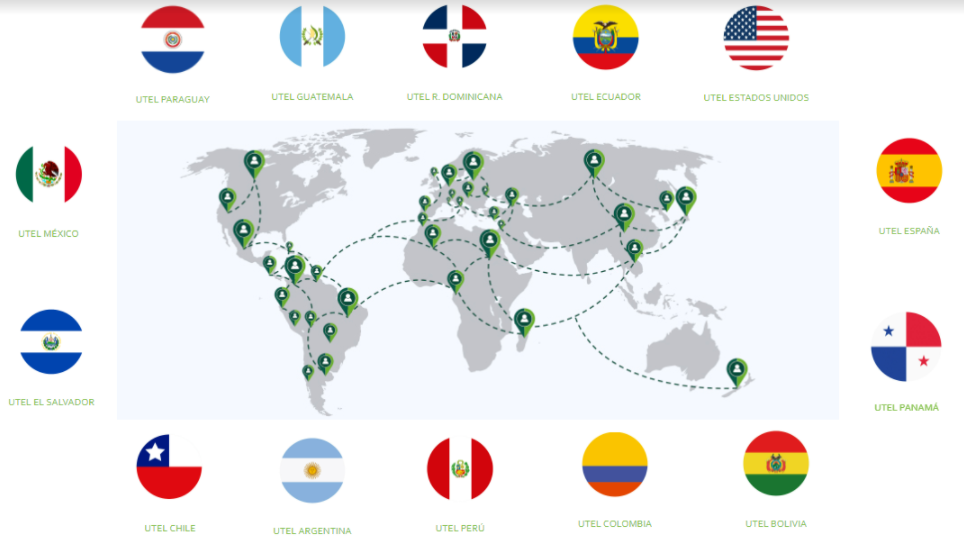 UTEL PARAGUAY
UTEL GUATEMALA
UTEL R. DOMINICANA
UTEL ECUADOR
UTEL ESTADOS UNIDOS
UTEL MÉXICO
UTEL ESPAÑA
UTEL EL SALVADOR
UTEL PANAMÁ
UTEL CHILE
UTEL ARGENTINA
UTEL PERÚ
UTEL COLOMBIA
UTEL BOLIVIA